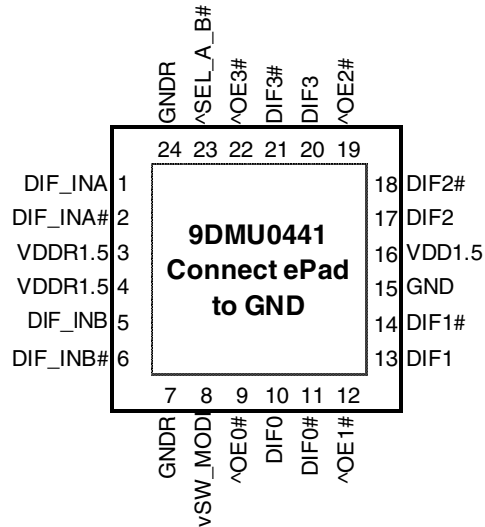 GNDR
^SEL_A_B#
^OE3#
DIF3#
DIF3
^OE2#
24 23 22 21 20 19
DIF_INA 1
DIF_INA# 2
VDDR1.5 3
VDDR1.5 4
DIF_INB 5
DIF_INB# 6
9DMU0441
Connect ePad
to GND
18 DIF2#
17 DIF2
16 VDD1.5
15 GND
14 DIF1#
13 DIF1
7 8 9 10 11 12
GNDR
vSW_MODE
^OE0#
DIF0
DIF0#
^OE1#